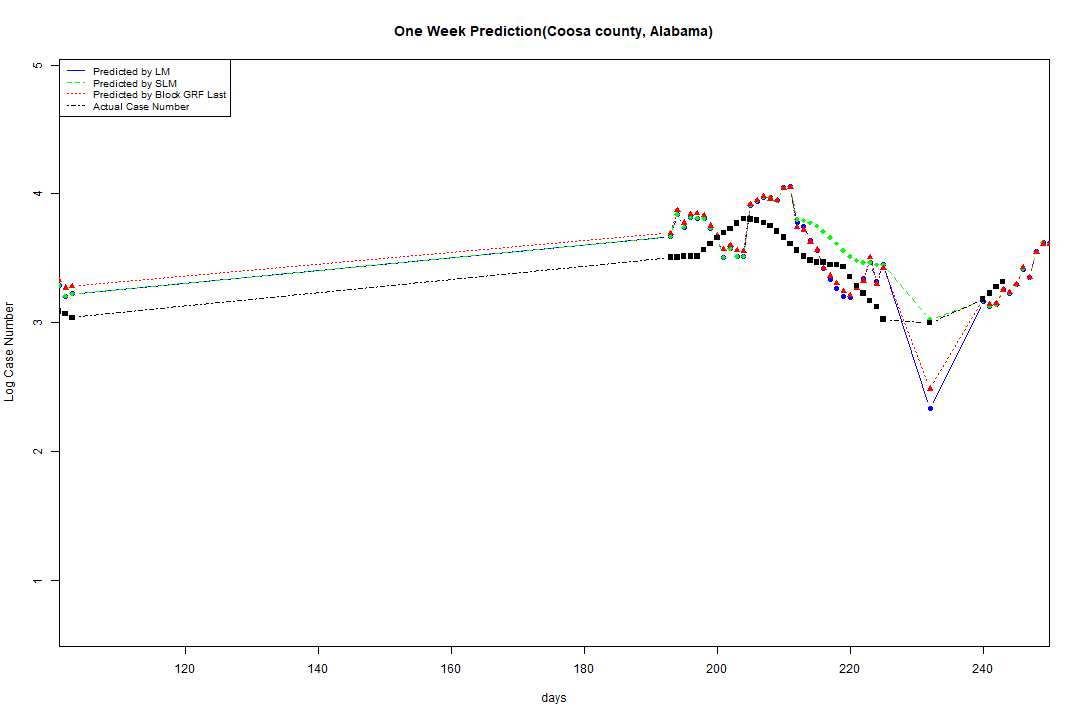 One Week Prediction(Coosa county, Alabama)
Predicted by LM
Predicted by SLM
Predicted by Block GRF Last
Actual Case Number
5
4
3
2
1
Log Case Number
120 140 160 180 200 220 240
days